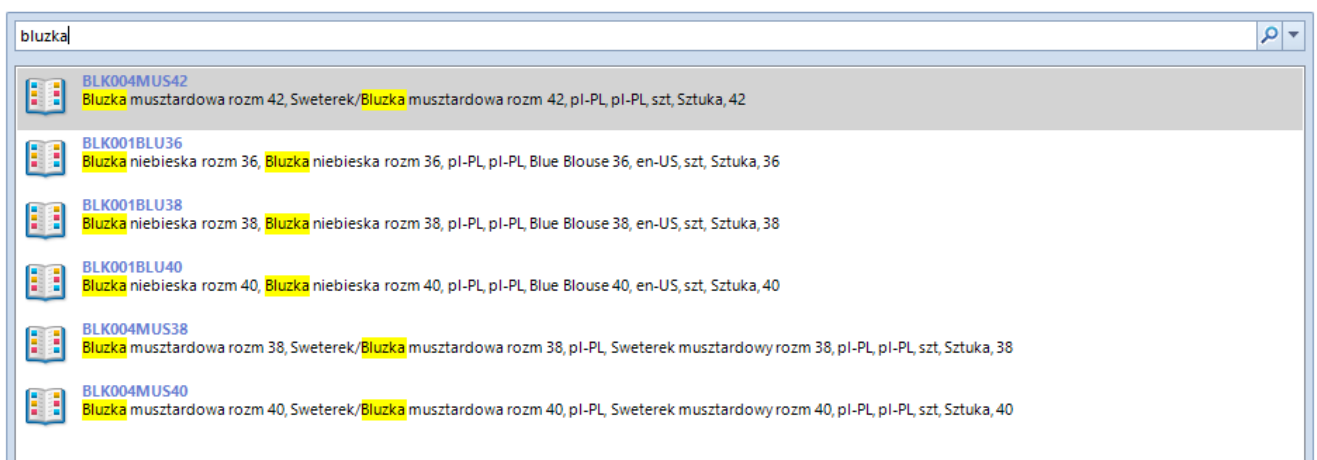 bluzka
BLK004MUS42
Bluzka musztardowa rozm 42, Sweterek/Bluzka musztardowa rozm 42, pl-PL, pl-PL, szt, Sztuka, 42
BLK001BLU36
Bluzka niebieska rozm 36, Bluzka niebieska rozm 36, pl-PL, pl-PL, Blue Blouse 36, en-US, szt, Sztuka, 36
BLK001BLU38
Bluzka niebieska rozm 38, Bluzka niebieska rozm 38, pl-PL, pl-PL, Blue Blouse 38, en-US, szt, Sztuka, 38
BLK001BLU40
Bluzka niebieska rozm 40, Bluzka niebieska rozm 40, pl-PL, pl-PL, Blue Blouse 40, en-US, szt, Sztuka, 40
BLK004MUS38
Bluzka musztardowa rozm 38, Sweterek/Bluzka musztardowa rozm 38, pl-PL, Sweterek musztardowy rozm 38, pl-PL, pl-PL, szt, Sztuka, 38
BLK004MUS40
Bluzka musztardowa rozm 40, Sweterek/Bluzka musztardowa rozm 40, pl-PL, Sweterek musztardowy rozm 40, pl-PL, pl-PL, szt, Sztuka, 40